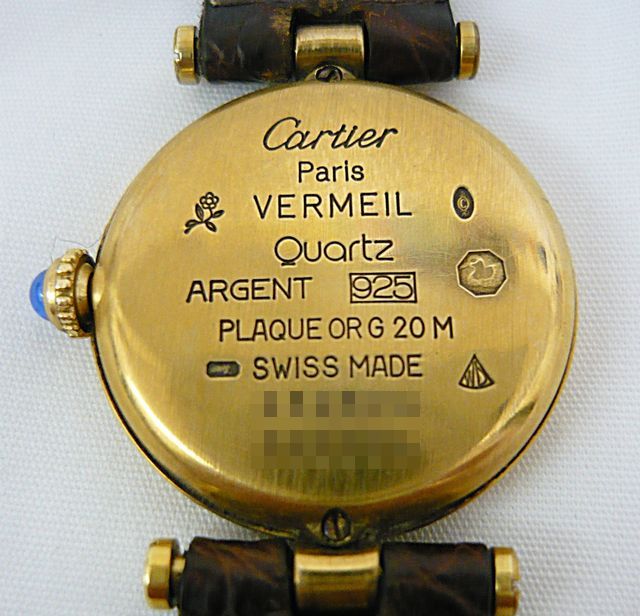 Cartier
Paris
VERMEIL
Quartz
ARGENT 925
PLAQUE OR G 20 M
SWISS MADE